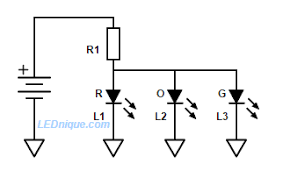 R1
+
R O G
LEDnique.com L1 L2 L3